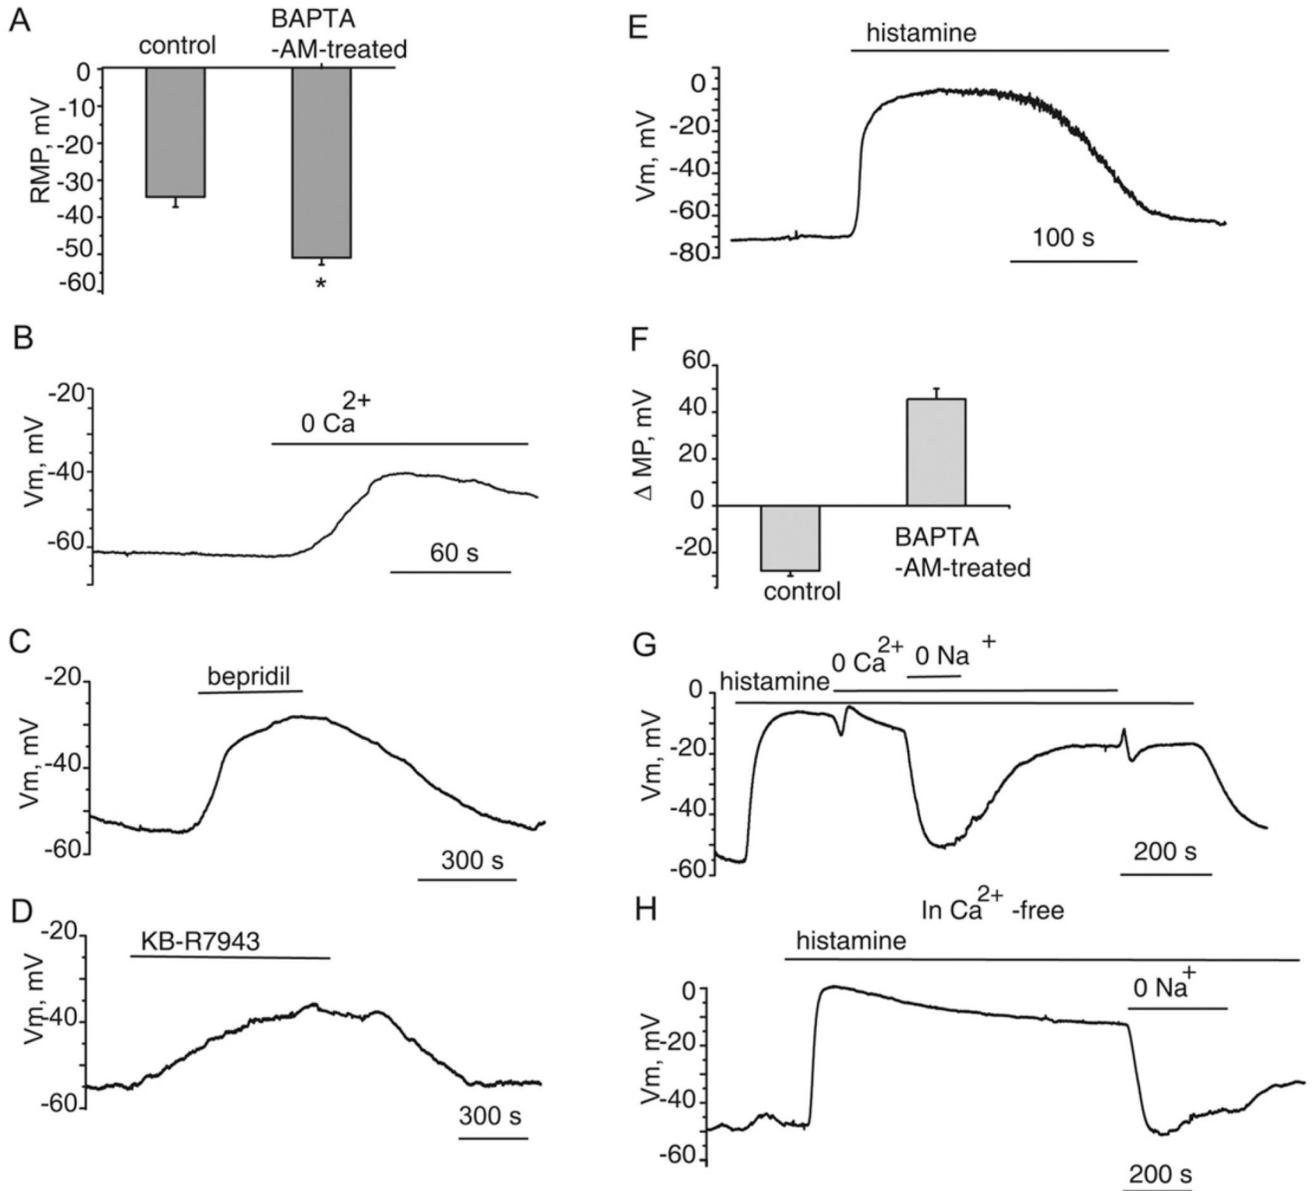 A
control
BAPTA
-AM-treated
0
-10
-20
-30
-40
-50
-60
RMP, mV
*
B
-20
-40
-60
Vm, mV
0 Ca2+
60 s
C
-20
-40
-60
Vm, mV
bepridil
300 s
D
-20
-40
-60
Vm, mV
KB-R7943
300 s
E
histamine
0
-20
-40
-60
-80
Vm, mV
100 s
F
60
40
20
0
-20
Δ MP, mV
BAPTA
-AM-treated
control
G
0 Ca2+ 0 Na +
histamine
0
-20
-40
-60
Vm, mV
200 s
H
In Ca2+ -free
histamine
0
-20
-40
-60
Vm, mV
0 Na+
200 s